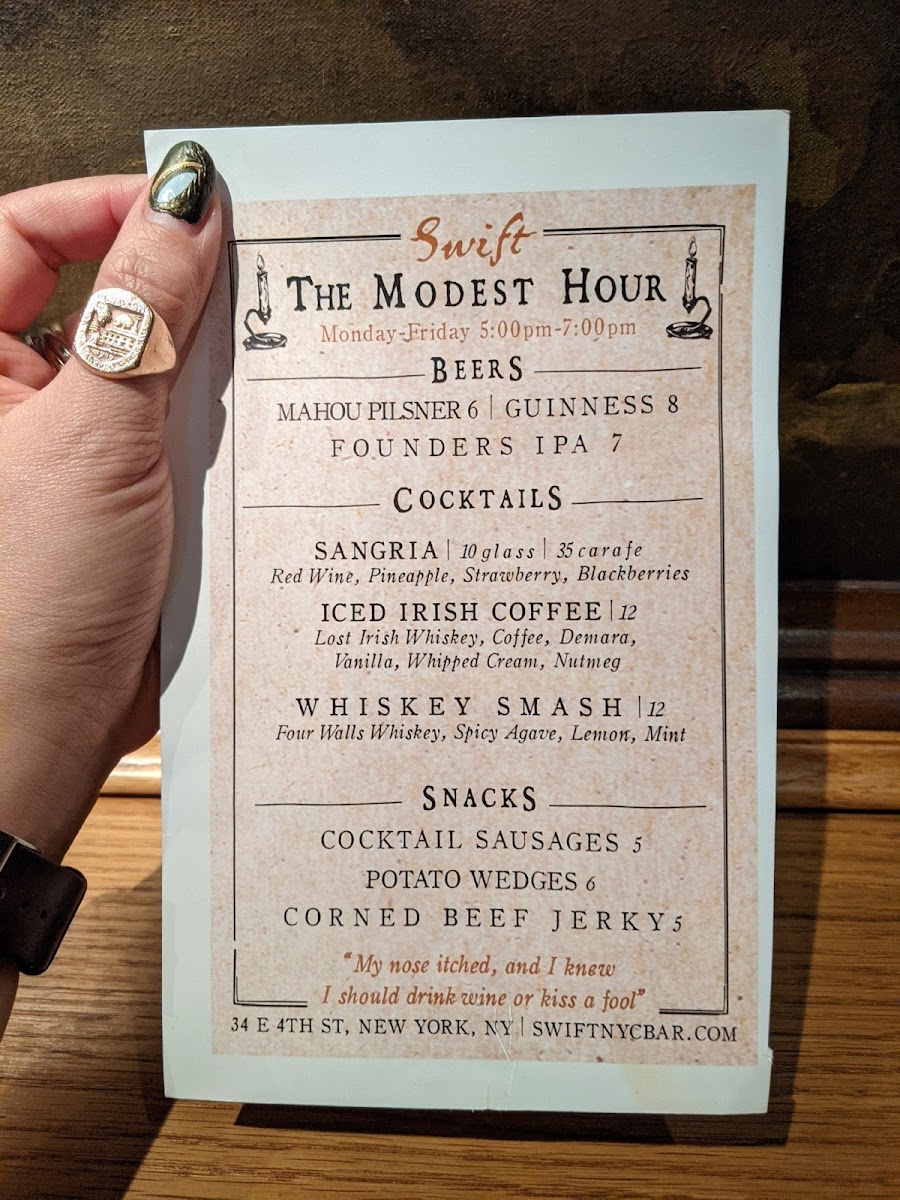 Swift
THE MODEST HOUR
Monday-Friday 5:00pm-7:00pm
BEERS
MAHOU PILSNER 6 | GUINNESS 8
FOUNDERS IPA 7
COCKTAILS
SANGRIA | 10 glass | 35 carafe
Red Wine, Pineapple, Strawberry, Blackberries
ICED IRISH COFFEE | 12
Lost Irish Whiskey, Coffee, Demara,
Vanilla, Whipped Cream, Nutmeg
WHISKEY SMASH | 12
Four Walls Whiskey, Spicy Agave, Lemon, Mint
SNACKS
COCKTAIL SAUSAGES 5
POTATO WEDGES 6
CORNED BEEF JERKY 5
"My nose itched, and I knew
I should drink wine or kiss a fool"
34 E 4TH ST, NEW YORK, NY | SWIFTNYCBAR.COM